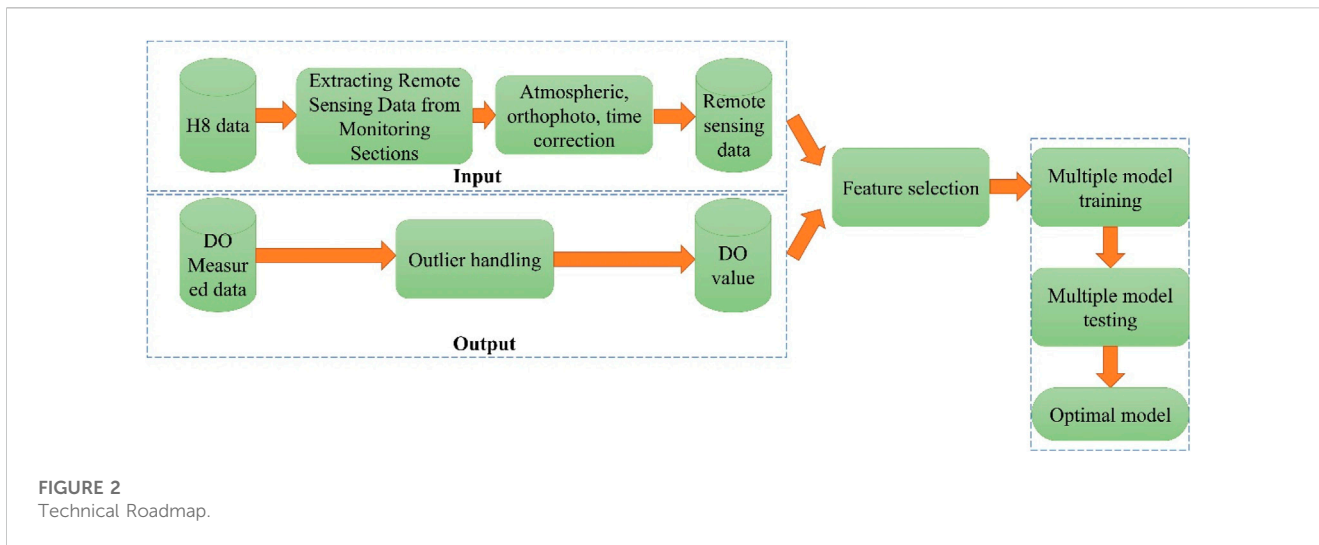 H8 data
Extracting Remote
Sensing Data from
Monitoring
Sections
Atmospheric,
orthophoto, time
correction
Remote
sensing
data
Input
DO
Measur
ed data
Outlier handling
DO
value
Output
Feature selection
Multiple model
training
Multiple model
testing
Optimal model
FIGURE 2
Technical Roadmap.